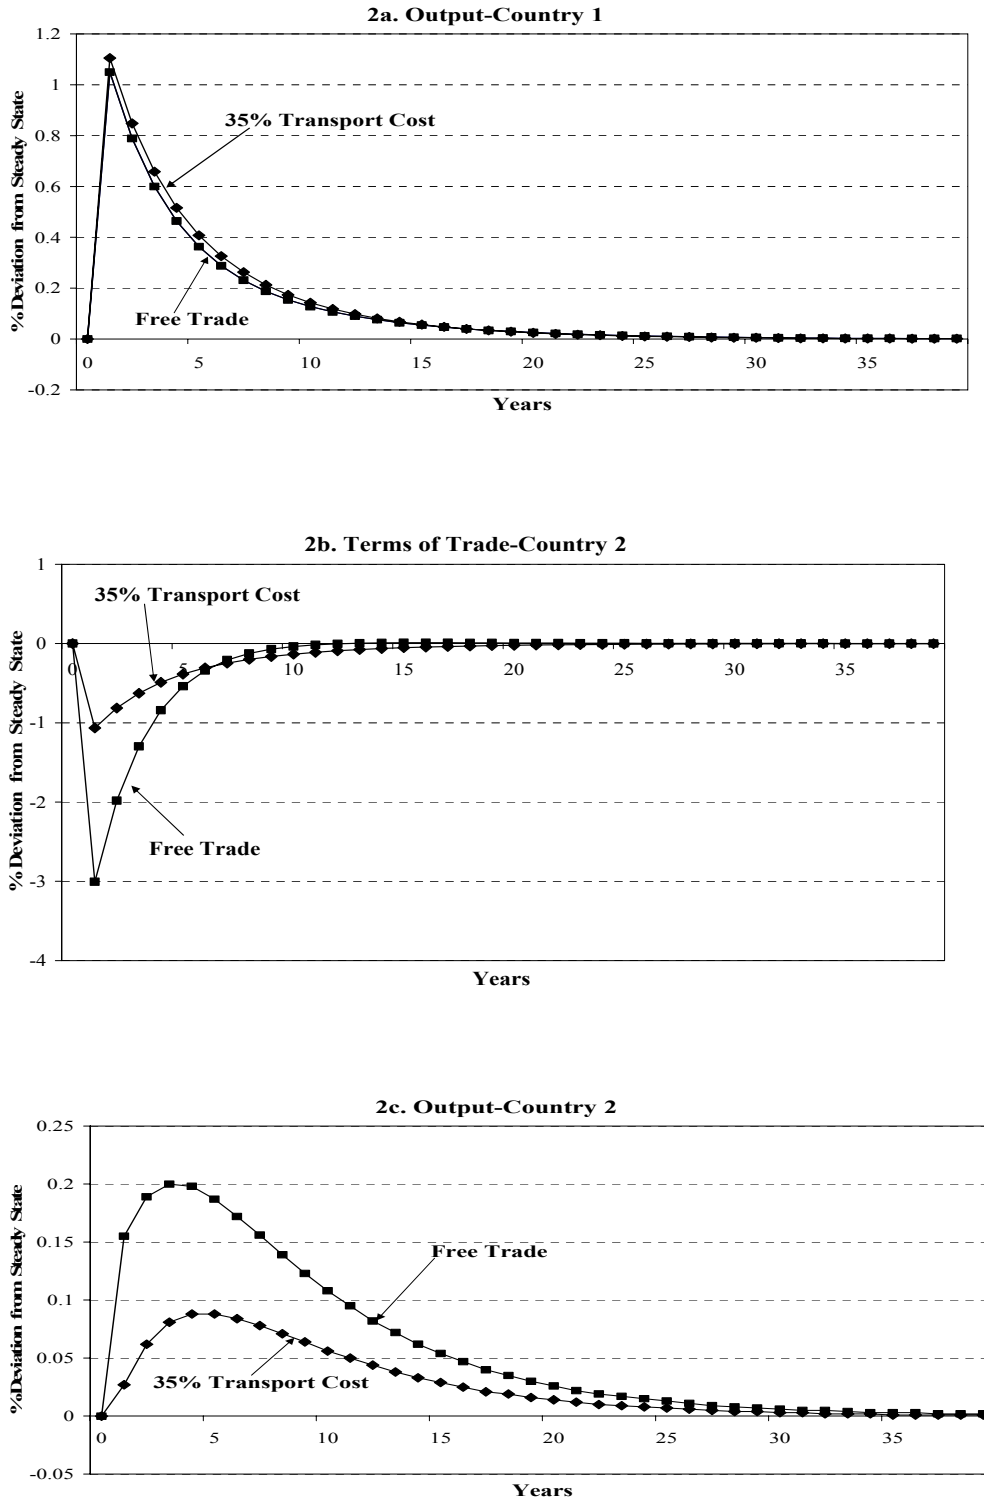 2a. Output-Country 1
% Deviation from Steady State
1.2
1
0.8
0.6
0.4
0.2
0
-0.2
35% Transport Cost
Free Trade
0 5 10 15 20 25 30 35
Years
2b. Terms of Trade-Country 2
% Deviation from Steady State
1
0
-1
-2
-3
-4
35% Transport Cost
0 5 10 15 20 25 30 35
Free Trade
Years
2c. Output-Country 2
% Deviation from Steady State
0.25
0.2
0.15
0.1
0.05
0
-0.05
Free Trade
35% Transport Cost
0 5 10 15 20 25 30 35
Years